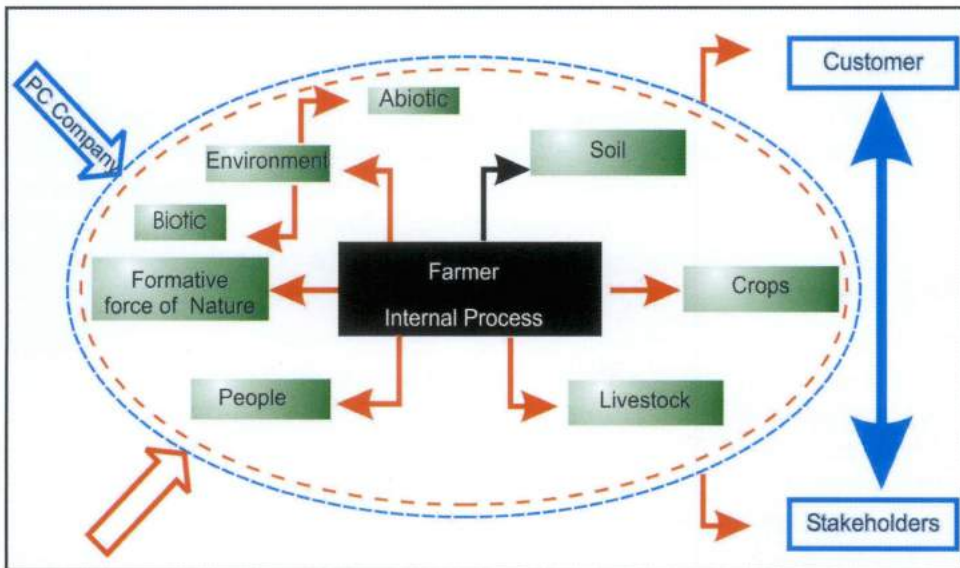 PC Company
Customer
Abiotic
Environment
Soil
Biotic
Formative
force of Nature
Farmer
Internal Process
Crops
People
Livestock
Stakeholders